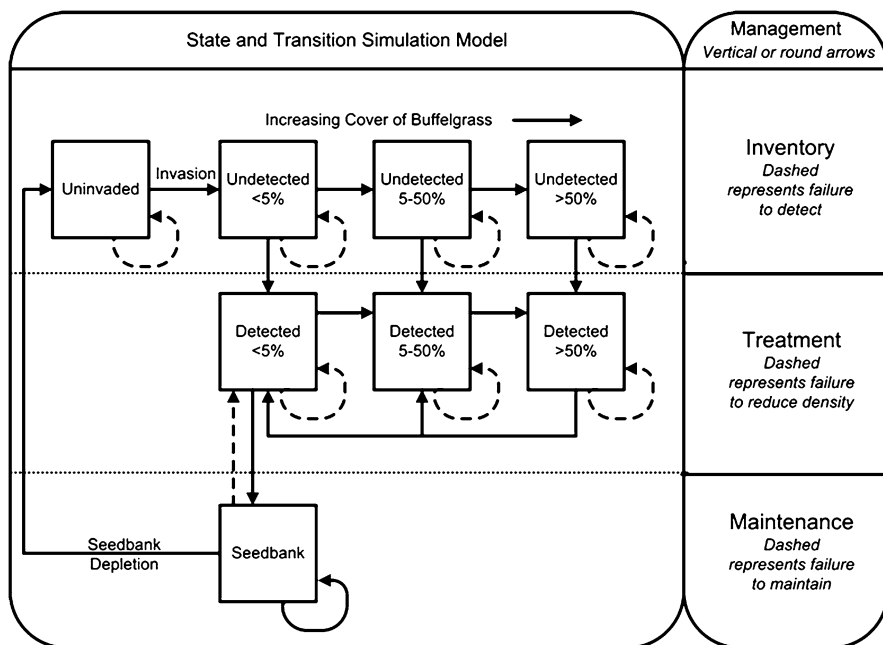 State and Transition Simulation Model
Management
Vertical or round arrows
Increasing Cover of Buffelgrass
Uninvaded
Invasion
Undetected
<5%
Undetected
5-50%
Undetected
>50%
Inventory
Dashed
represents failure
to detect
Detected
<5%
Detected
5-50%
Detected
>50%
Treatment
Dashed
represents failure
to reduce density
Seedbank
Depletion
Seedbank
Maintenance
Dashed
represents failure
to maintain